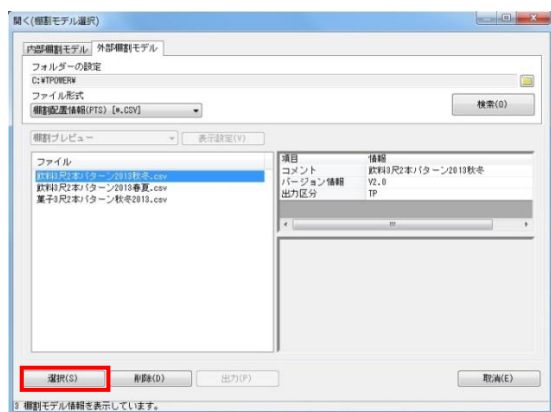 開く(棚割モデル選択)
内部棚割モデル 外部棚割モデル
フォルダーの設定
C:¥TPOWERW
ファイル形式
棚割配置情報(PTS) [*.CSV]
検索(O)
棚割プレビュー 表示設定(V)
ファイル
飲料3尺2本パターン2013秋冬.csv
飲料3尺2本パターン2013春夏.csv
菓子3尺2本パターン秋冬2013.csv
項目 情報
コメント 飲料3尺2本パターン2013秋冬
バージョン情報 V2.0
出力区分 TP
選択(S) 削除(D) 出力(P) 取消(E)
3 棚割モデル情報を表示しています。